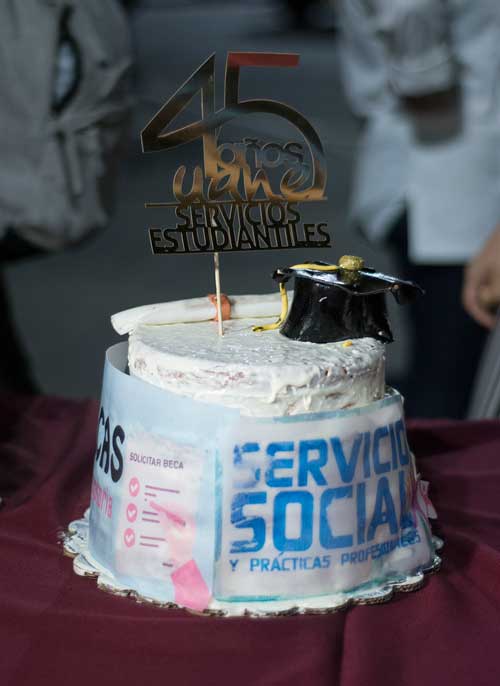 45
años
uane
SERVICIOS
ESTUDIANTILES
CAS
SOLICITAR BECA
SERVICIO
SOCIAL
Y PRÁCTICAS PROFESIONALES